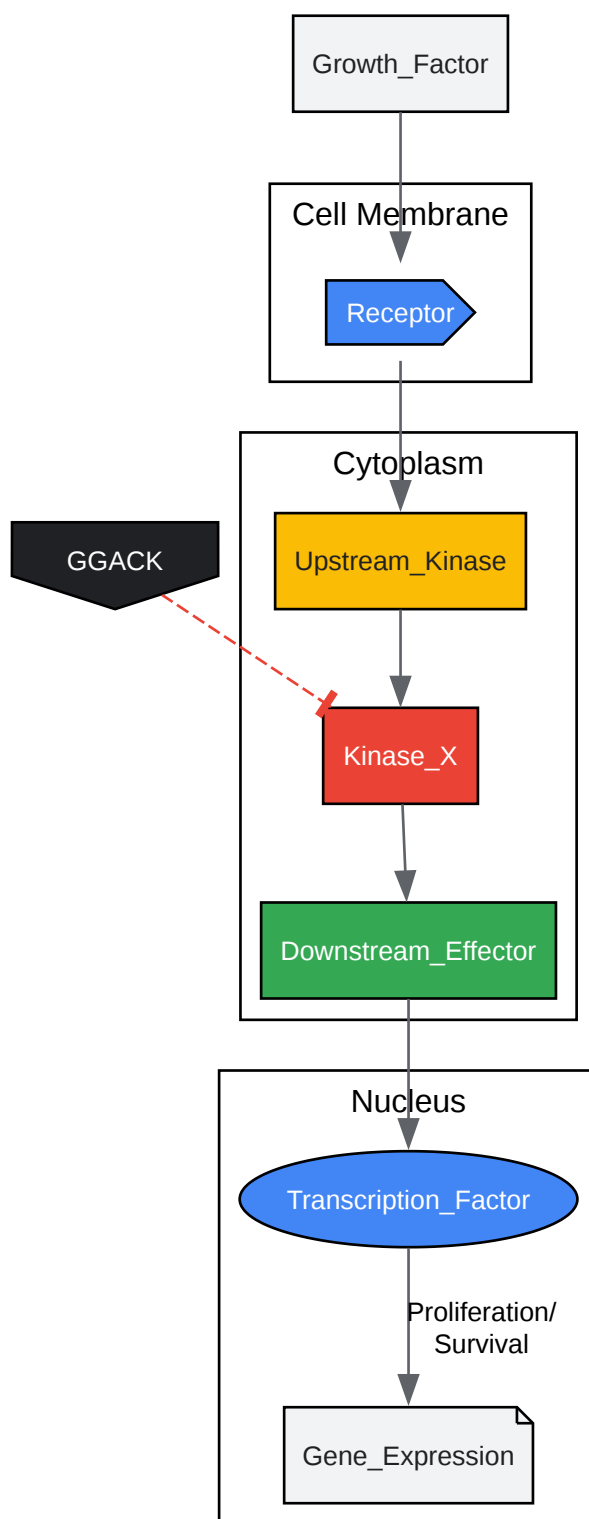 Growth_Factor
Cell Membrane
Receptor
Cytoplasm
Upstream_Kinase
GGACK
Kinase_X
Downstream_Effector
Nucleus
Transcription_Factor
Proliferation/
Survival
Gene_Expression